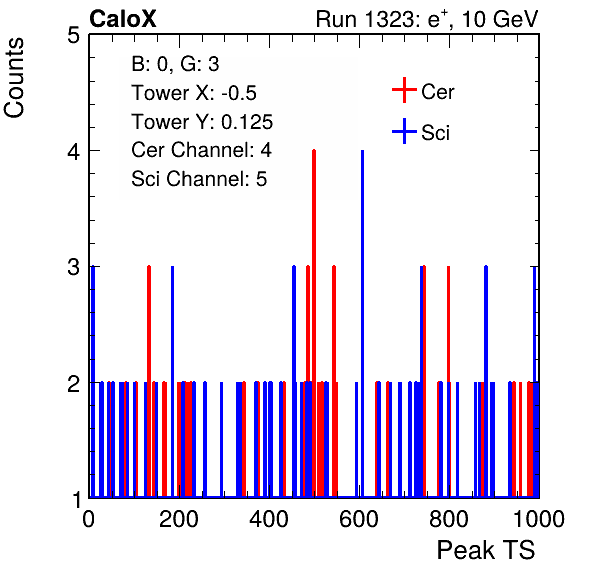 CaloX Run 1323: e⁺, 10 GeV
Counts
B: 0, G: 3
Tower X: -0.5
Tower Y: 0.125
Cer Channel: 4
Sci Channel: 5
Cer
Sci
5
4
3
2
1
0 200 400 600 800 1000
Peak TS